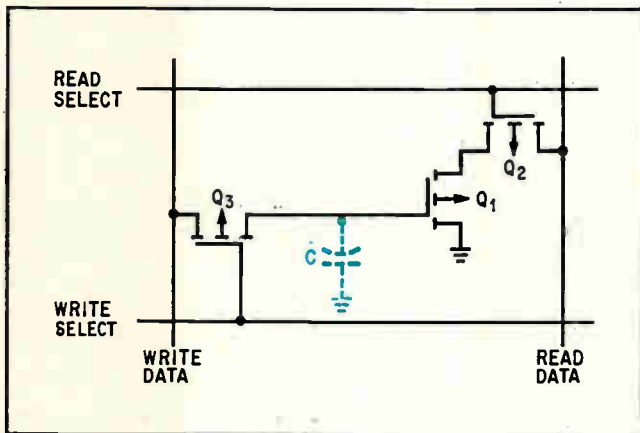 READ
SELECT
Q2
Q1
Q3
C
WRITE
SELECT
WRITE
DATA
READ
DATA